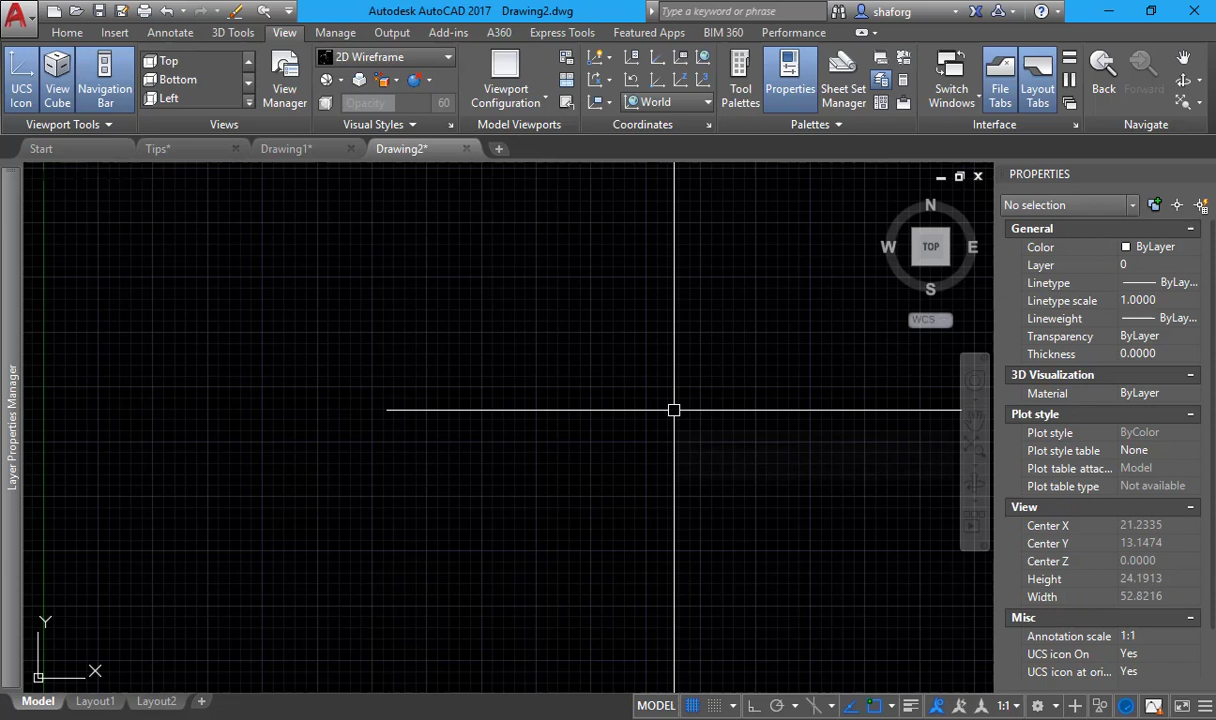 Autodesk AutoCAD 2017 Drawing2.dwg Type a keyword or phrase shaforg
Home Insert Annotate 3D Tools View Manage Output Add-ins A360 Express Tools Featured Apps BIM 360 Performance
UCS Icon
View Cube
Navigation Bar
Viewport Tools
Top
Bottom
Left
View Manager
Views
2D Wireframe
Opacity 60
Visual Styles
Viewport Configuration
Model Viewports
World
Coordinates
Tool Palettes
Properties
Sheet Set Manager
Palettes
Switch Windows
File Tabs
Layout Tabs
Interface
Back
Forward
Navigate
Start Tips* Drawing1* Drawing2*
Layer Properties Manager
N
W TOP E
S
WCS
Y
X
PROPERTIES
No selection
General
Color ByLayer
Layer 0
Linetype ByLay...
Linetype scale 1.0000
Lineweight ByLay...
Transparency ByLayer
Thickness 0.0000
3D Visualization
Material ByLayer
Plot style
Plot style ByColor
Plot style table None
Plot table attac... Model
Plot table type Not available
View
Center X 21.2335
Center Y 13.1474
Center Z 0.0000
Height 24.1913
Width 52.8216
Misc
Annotation scale 1:1
UCS icon On Yes
UCS icon at ori... Yes
Model Layout1 Layout2
MODEL 1:1